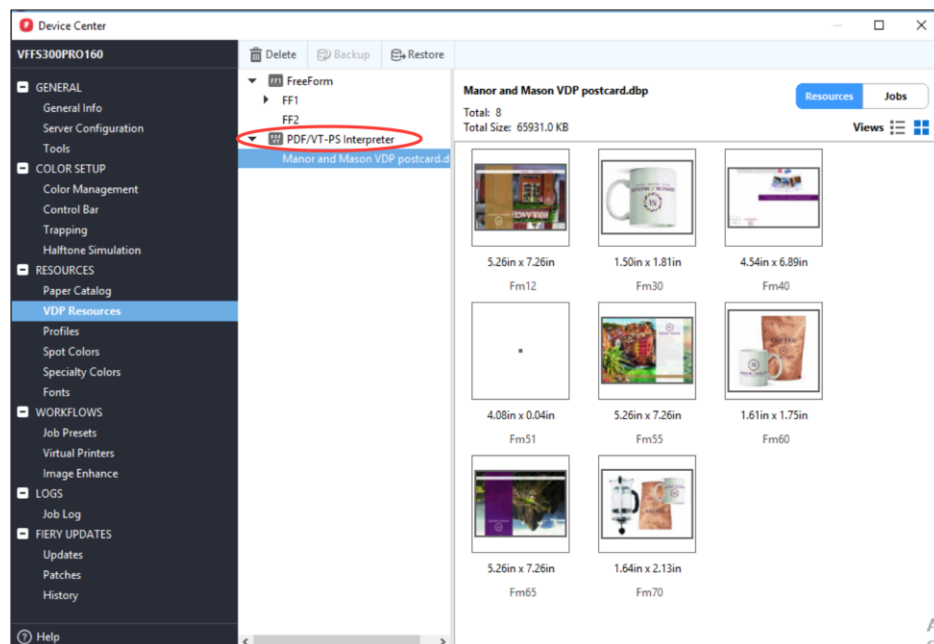 Device Center
VFFS300PRO160
Delete
Backup
Restore
GENERAL
General Info
Server Configuration
Tools
COLOR SETUP
Color Management
Control Bar
Trapping
Halftone Simulation
RESOURCES
Paper Catalog
VDP Resources
Profiles
Spot Colors
Specialty Colors
Fonts
WORKFLOWS
Job Presets
Virtual Printers
Image Enhance
LOGS
Job Log
FIERY UPDATES
Updates
Patches
History
Help
FF1 FreeForm
FF1
FF2
PDF VT PDF/VT-PS Interpreter
Manor and Mason VDP postcard.d
Manor and Mason VDP postcard.dbp
Total: 8
Total Size: 65931.0 KB
Resources
Jobs
Views
5.26in x 7.26in
Fm12
1.50in x 1.81in
Fm30
4.54in x 6.89in
Fm40
4.08in x 0.04in
Fm51
5.26in x 7.26in
Fm55
1.61in x 1.75in
Fm60
5.26in x 7.26in
Fm65
1.64in x 2.13in
Fm70